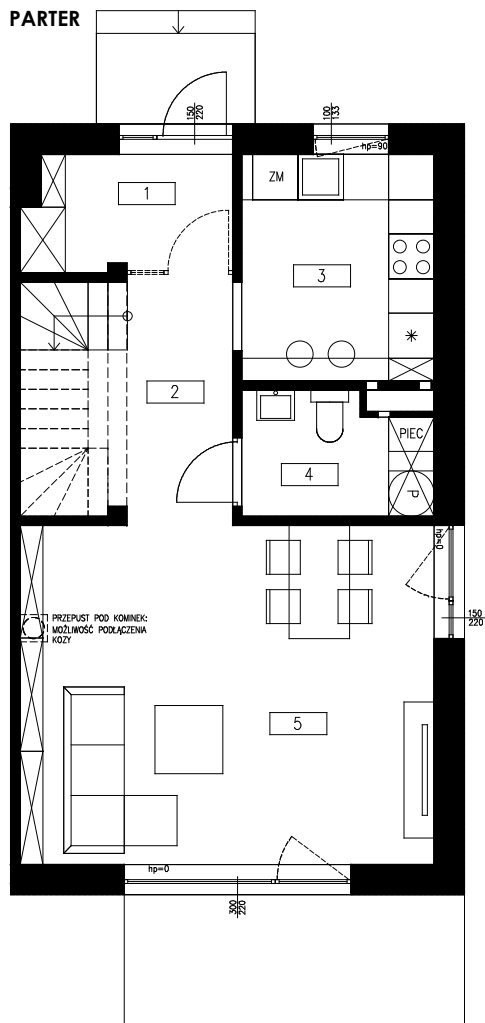 PARTER
150
220
100
133
hp=90
ZM
1
3
2
4
PIEC
P
hp=0
PRZEPUST POD KOMINEK:
MOŻLIWOŚĆ PODŁĄCZENIA
KOZY
150
220
5
hp=0
300
220